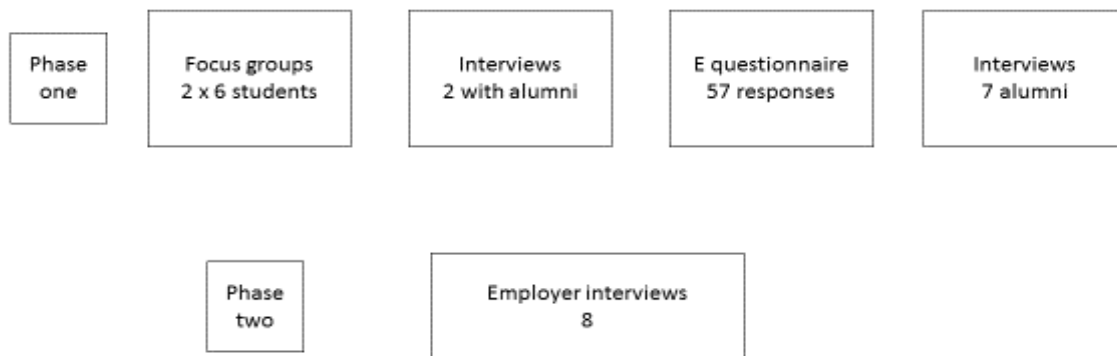 Phase
one
Focus groups
2 x 6 students
Interviews
2 with alumni
E questionnaire
57 responses
Interviews
7 alumni
Phase
two
Employer interviews
8